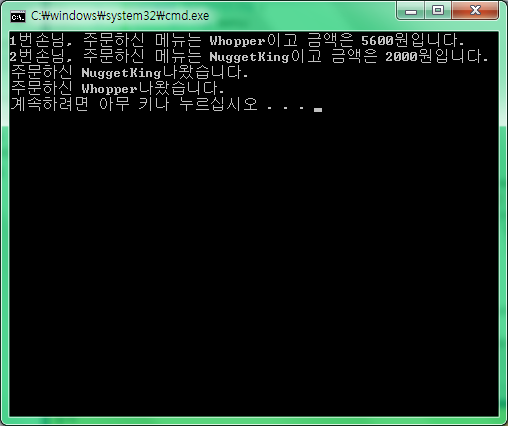 C:₩windows₩system32₩cmd.exe
1번손님, 주문하신 메뉴는 Whopper이고 금액은 5600원입니다.
2번손님, 주문하신 메뉴는 NuggetKing이고 금액은 2000원입니다.
주문하신 NuggetKing나왔습니다.
주문하신 Whopper나왔습니다.
계속하려면 아무 키나 누르십시오 . . .